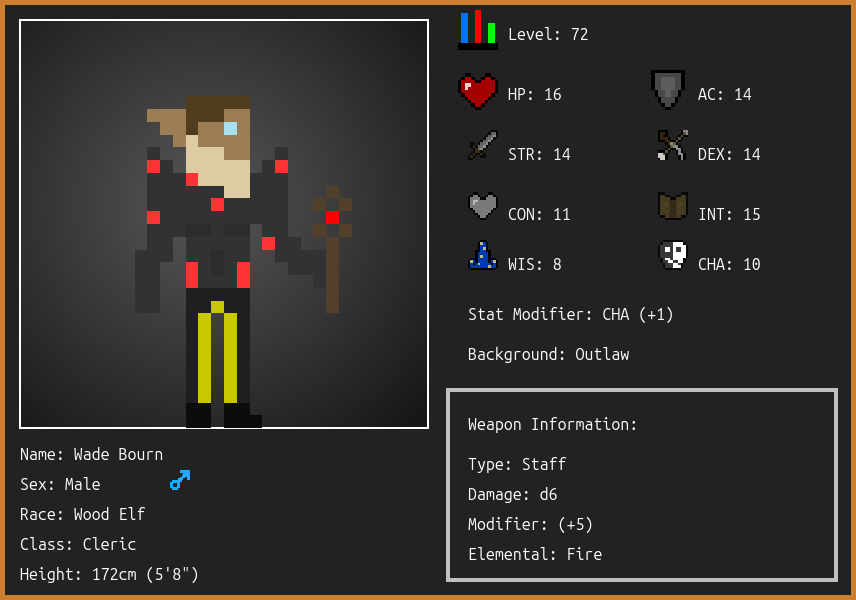 Level: 72
HP: 16
AC: 14
STR: 14
DEX: 14
CON: 11
INT: 15
WIS: 8
CHA: 10
Stat Modifier: CHA (+1)
Background: Outlaw
Weapon Information:
Type: Staff
Damage: d6
Modifier: (+5)
Elemental: Fire
Name: Wade Bourn
Sex: Male
Race: Wood Elf
Class: Cleric
Height: 172cm (5'8")